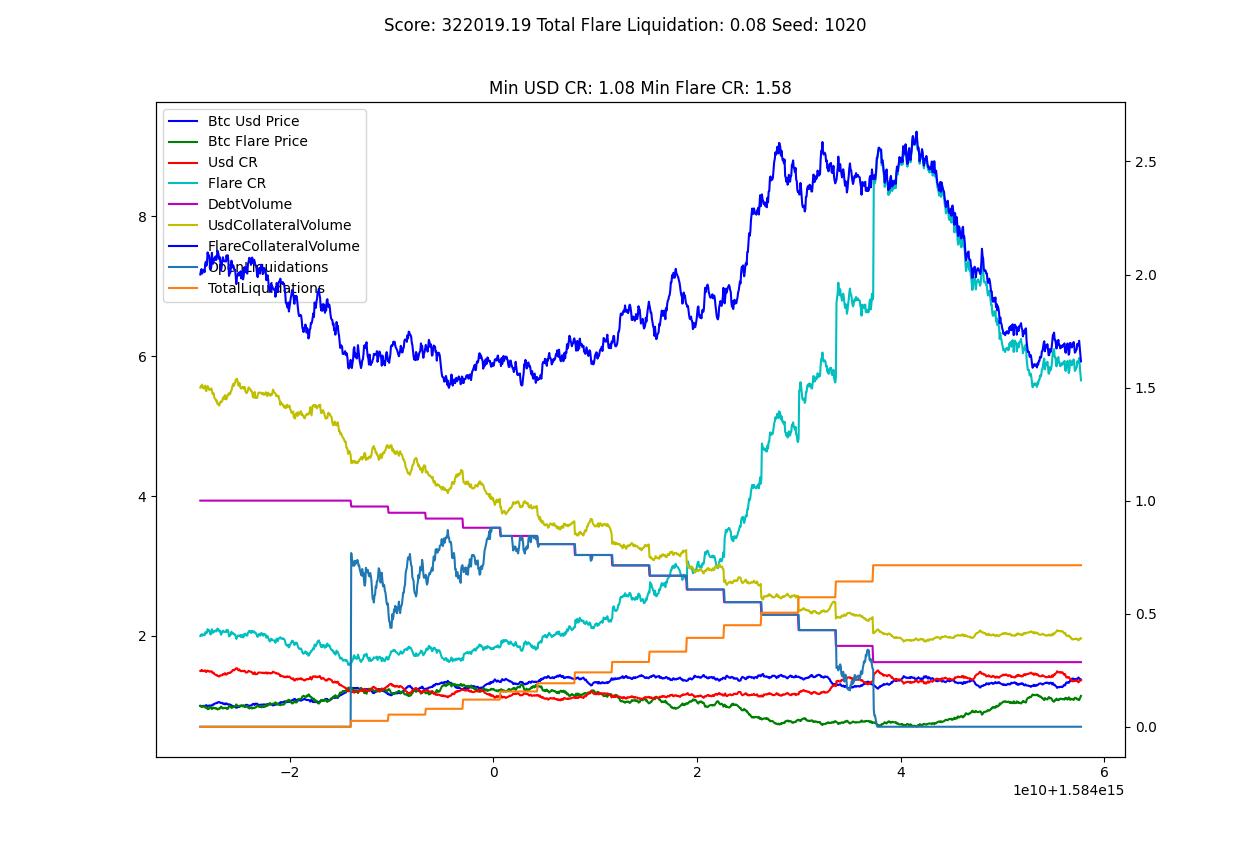 Score: 322019.19 Total Flare Liquidation: 0.08 Seed: 1020
Min USD CR: 1.08 Min Flare CR: 1.58
Btc Usd Price
Btc Flare Price
Usd CR
Flare CR
DebtVolume
UsdCollateralVolume
FlareCollateralVolume
OpenLiquidations
TotalLiquidations
8
6
4
2
2.5
2.0
1.5
1.0
0.5
0.0
−2
0
2
4
6
1e10+1.584e15